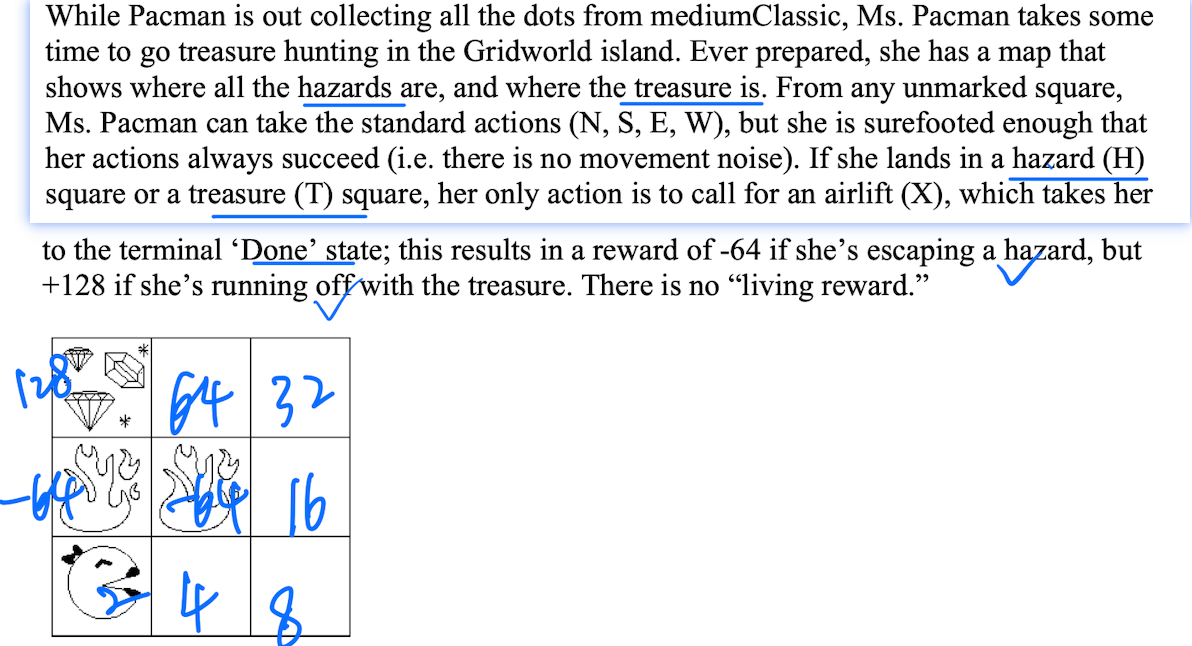 While Pacman is out collecting all the dots from mediumClassic, Ms. Pacman takes some
time to go treasure hunting in the Gridworld island. Ever prepared, she has a map that
shows where all the hazards are, and where the treasure is. From any unmarked square,
Ms. Pacman can take the standard actions (N, S, E, W), but she is surefooted enough that
her actions always succeed (i.e. there is no movement noise). If she lands in a hazard (H)
square or a treasure (T) square, her only action is to call for an airlift (X), which takes her
to the terminal ‘Done’ state; this results in a reward of -64 if she’s escaping a hazard, but
+128 if she’s running off with the treasure. There is no “living reward.”
128 64 32
-64 -64 16
2 4 8